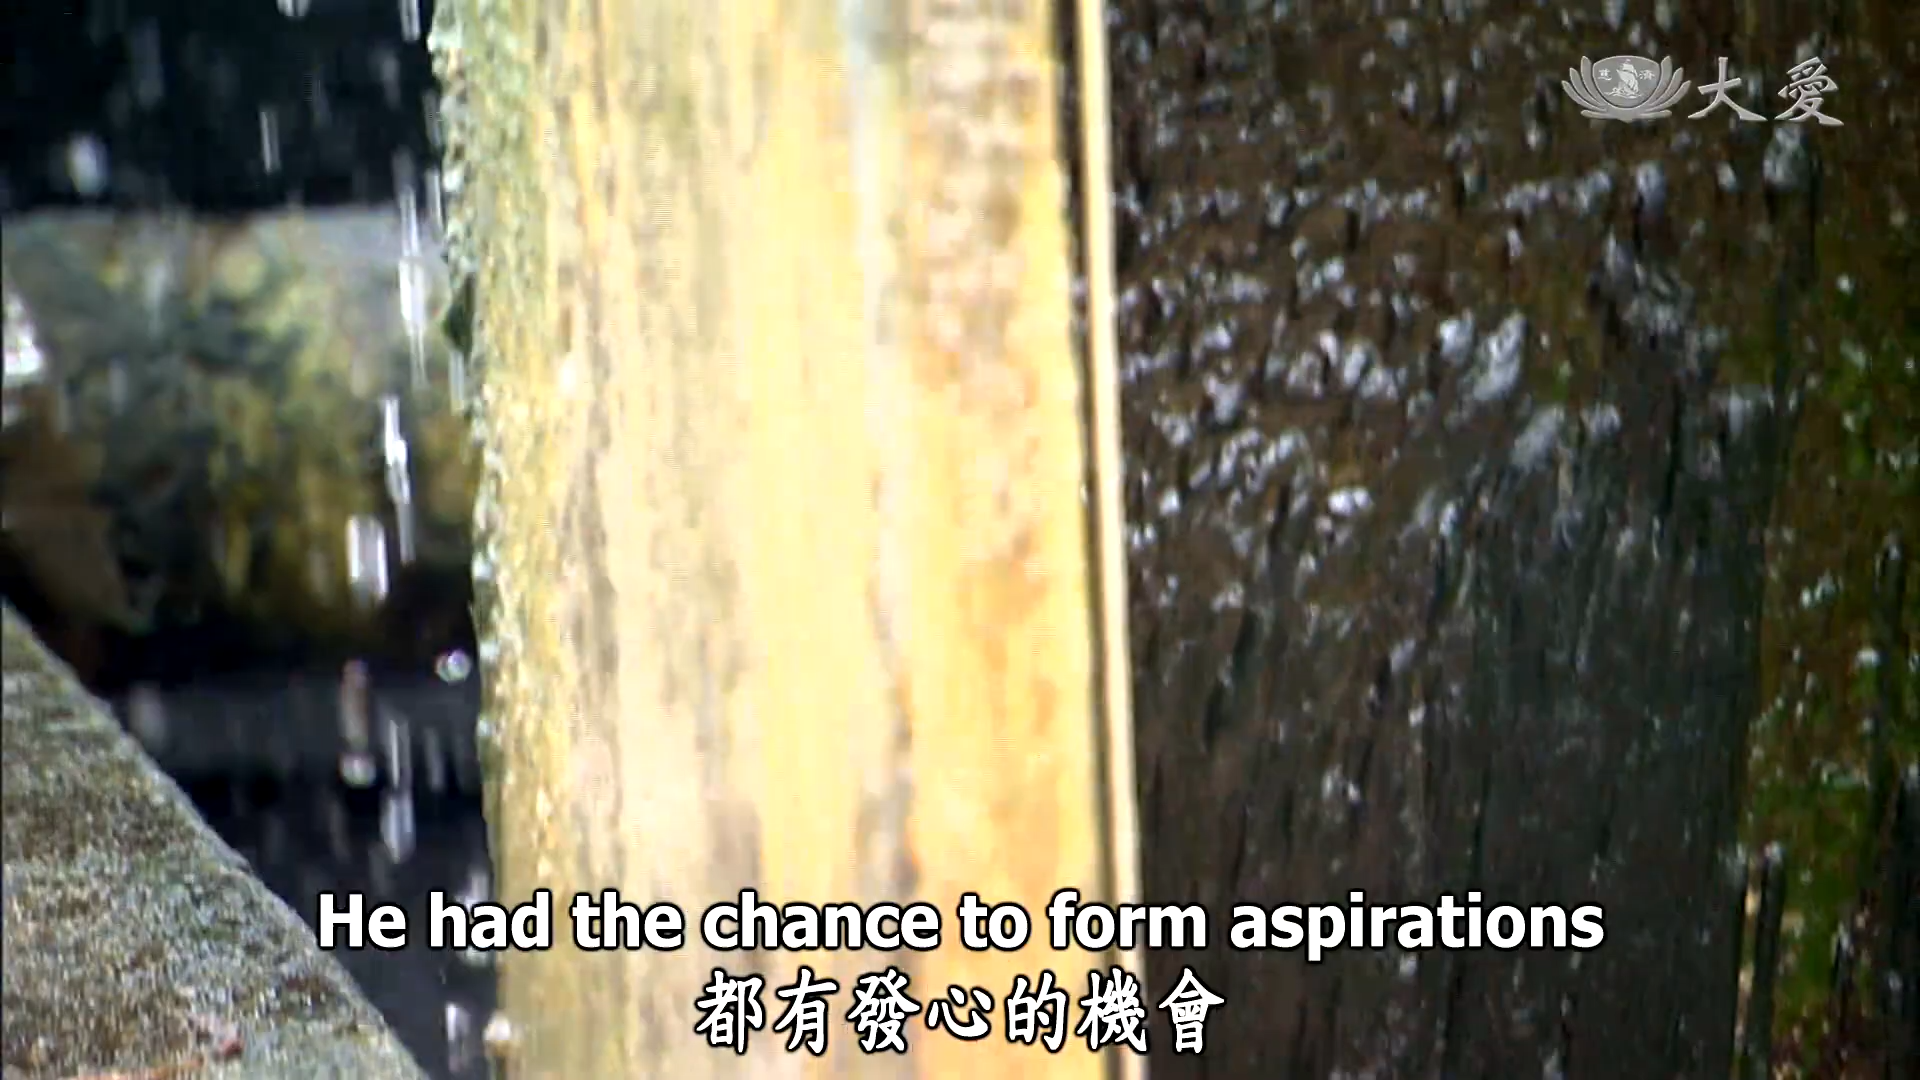 大愛
He had the chance to form aspirations
都有發心的機會